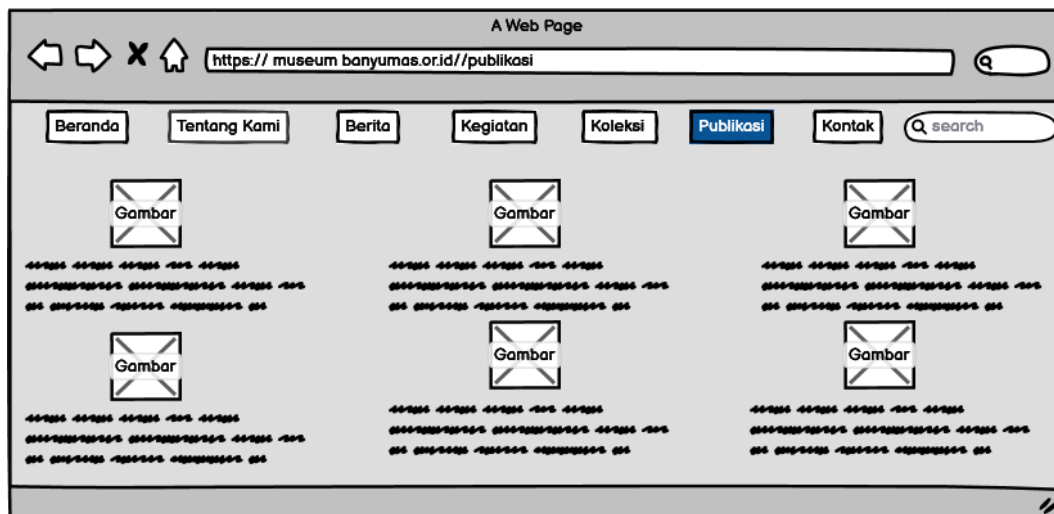 A Web Page
https:// museum banyumas.or.id//publikasi
Beranda Tentang Kami Berita Kegiatan Koleksi Publikasi Kontak search
Gambar Gambar Gambar
Gambar Gambar Gambar